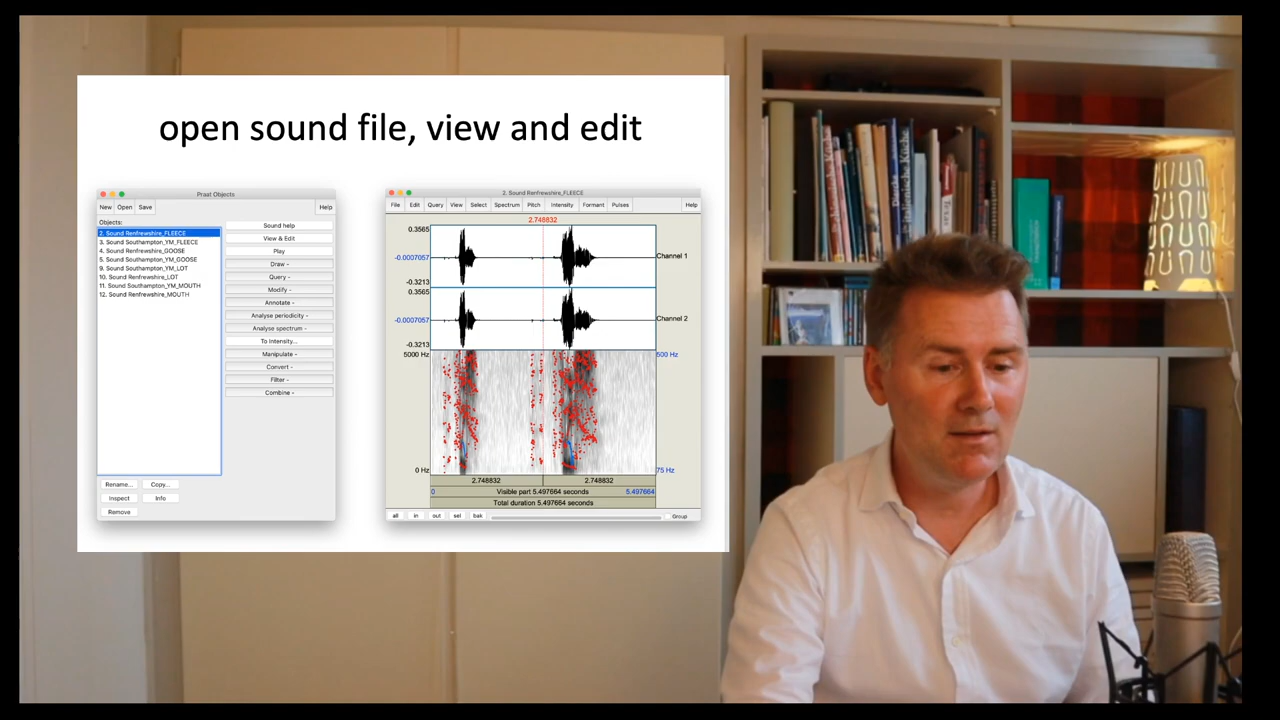 open sound file, view and edit
Praat Objects
New Open Save Help
Objects:
2. Sound Renfrewshire_FLEECE
3. Sound Southampton_YM_FLEECE
4. Sound Renfrewshire_GOOSE
5. Sound Southampton_YM_GOOSE
9. Sound Southampton_YM_LOT
10. Sound Renfrewshire_LOT
11. Sound Southampton_YM_MOUTH
12. Sound Renfrewshire_MOUTH
Sound help
View & Edit
Play
Draw -
Query -
Modify -
Annotate -
Analyse periodicity -
Analyse spectrum -
To Intensity...
Manipulate -
Convert -
Filter -
Combine -
Rename... Copy...
Inspect Info
Remove
2. Sound Renfrewshire_FLEECE
File Edit Query View Select Spectrum Pitch Intensity Formant Pulses Help
2.748832
0.3565
-0.0007057 Channel 1
-0.3213
0.3565
-0.0007057 Channel 2
-0.3213
5000 Hz 500 Hz
0 Hz 75 Hz
2.748832 2.748832
0 Visible part 5.497664 seconds 5.497664
Total duration 5.497664 seconds
all in out sel bak Group
Italienische Küche
Texas